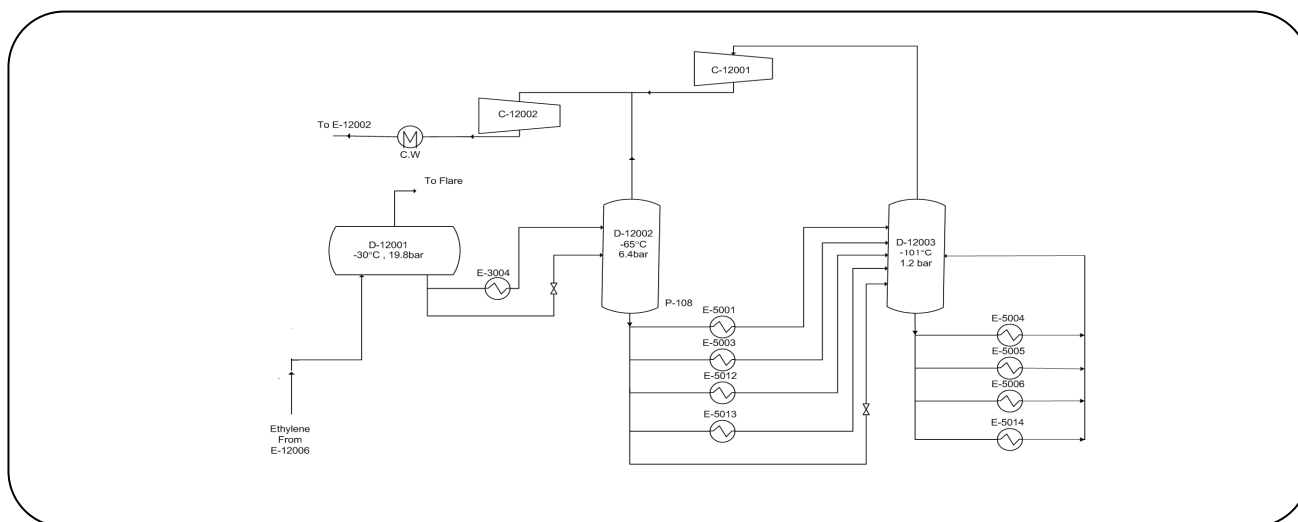 C-12001
C-12002
To E-12002
C.W
To Flare
D-12001
-30°C , 19.8bar
E-3004
D-12002
-65°C
6.4bar
D-12003
-101°C
1.2 bar
P-108
E-5001
E-5003
E-5012
E-5013
E-5004
E-5005
E-5006
E-5014
Ethylene
From
E-12006